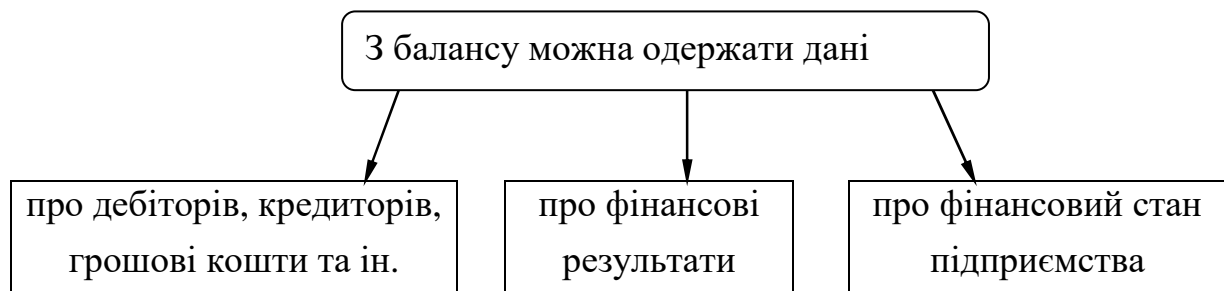 З балансу можна одержати дані
про дебіторів, кредиторів,
грошові кошти та ін.
про фінансові
результати
про фінансовий стан
підприємства